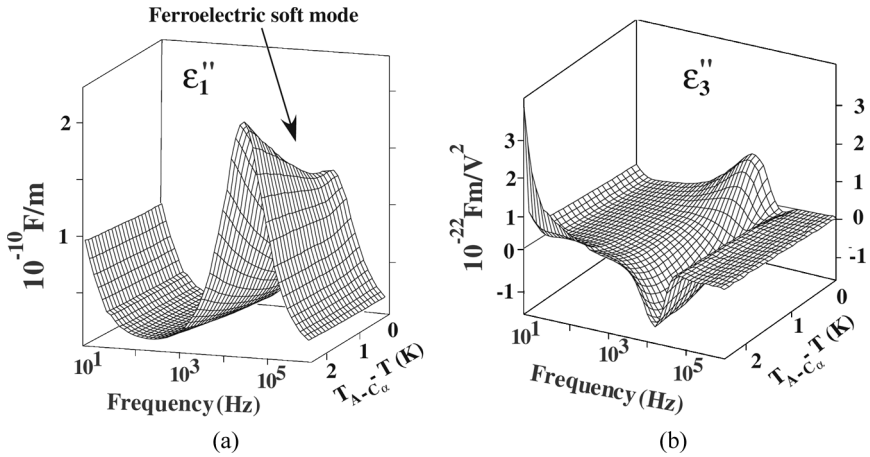 Ferroelectric soft mode
ε₁''
2
1
10⁻¹⁰F/m
10¹
10³
10⁵
Frequency (Hz)
0
1
2
T_A-Cα-T (K)
(a)
ε₃''
3
2
1
0
-1
10⁻²²Fm/V²
3
2
1
0
-1
10¹
10³
10⁵
Frequency (Hz)
0
1
2
T_A-Cα-T (K)
(b)